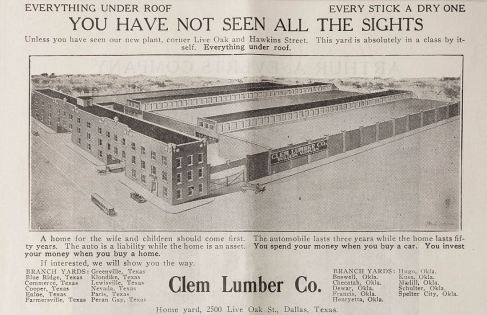 EVERYTHING UNDER ROOF EVERY STICK A DRY ONE
YOU HAVE NOT SEEN ALL THE SIGHTS
Unless you have seen our new plant, corner Live Oak and Hawkins Street. This yard is absolutely in a class by it-
self. Everything under roof.
CLEM LUMBER CO.
A home for the wife and children should come first. The automobile lasts three years while the home lasts fif-
ty years. The auto is a liability while the home is an asset. You spend your money when you buy a car. You invest
your money when you buy a home.
If interested, we will show you the way.
BRANCH YARDS:
Blue Ridge, Texas
Commerce, Texas
Cooper, Texas
Enloe, Texas
Farmersville, Texas
Greenville, Texas
Klondike, Texas
Nevada, Texas
Paris, Texas
Pecan Gap, Texas
Clem Lumber Co.
BRANCH YARDS:
Boswell, Okla.
Checotah, Okla.
Dewar, Okla.
Francis, Okla.
Henryetta, Okla.
Hugo, Okla.
Kusa, Okla.
Madill, Okla.
Schulter, Okla.
Spelter City, Okla.
Home yard, 2500 Live Oak St., Dallas, Texas.